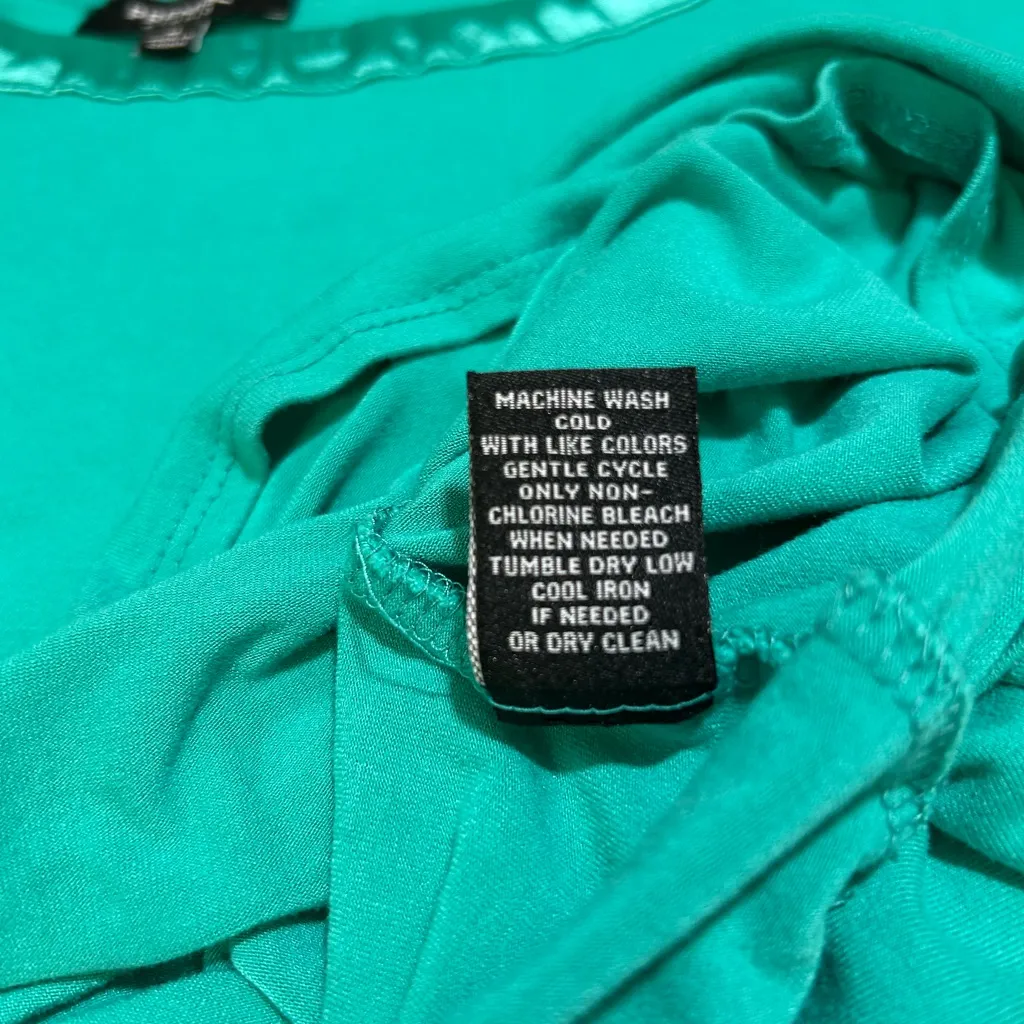 MACHINE WASH
COLD
WITH LIKE COLORS
GENTLE CYCLE
ONLY NON-
CHLORINE BLEACH
WHEN NEEDED
TUMBLE DRY LOW
COOL IRON
IF NEEDED
OR DRY CLEAN